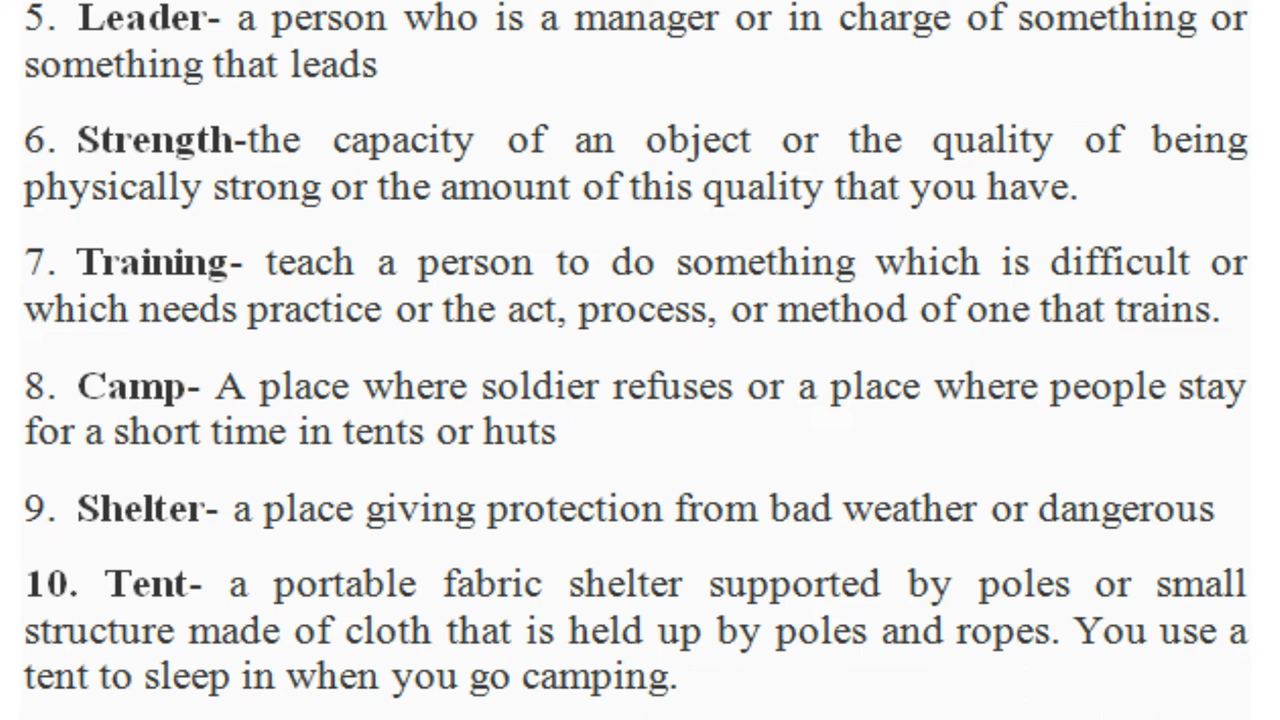 5. Leader- a person who is a manager or in charge of something or
something that leads
6. Strength-the capacity of an object or the quality of being
physically strong or the amount of this quality that you have.
7. Training- teach a person to do something which is difficult or
which needs practice or the act, process, or method of one that trains.
8. Camp- A place where soldier refuses or a place where people stay
for a short time in tents or huts
9. Shelter- a place giving protection from bad weather or dangerous
10. Tent- a portable fabric shelter supported by poles or small
structure made of cloth that is held up by poles and ropes. You use a
tent to sleep in when you go camping.